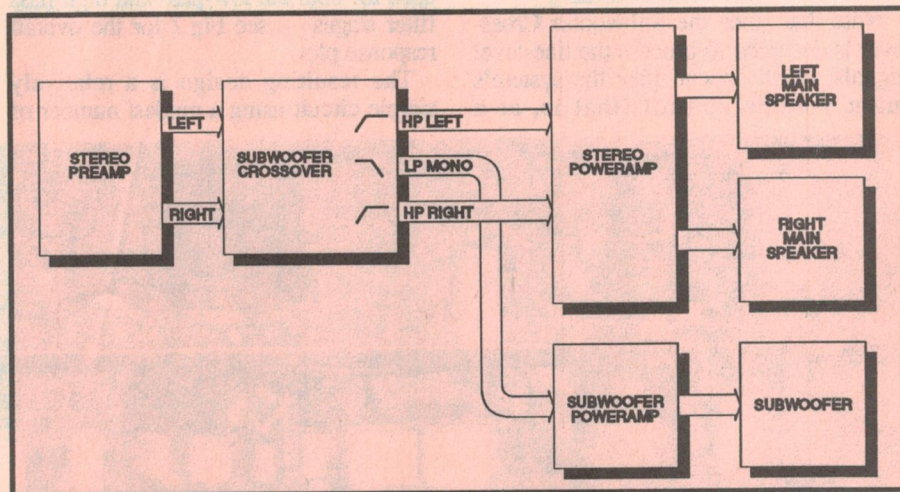 LEFT
RIGHT
STEREO
PREAMP
SUBWOOFER
CROSSOVER
HP LEFT
LP MONO
HP RIGHT
STEREO
POWERAMP
LEFT
MAIN
SPEAKER
RIGHT
MAIN
SPEAKER
SUBWOOFER
POWERAMP
SUBWOOFER